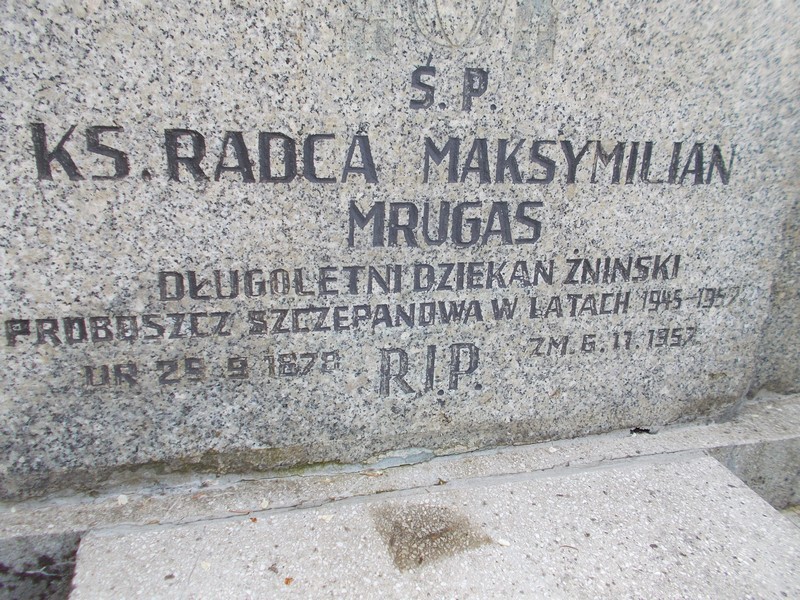 Ś. P.
KS. RADCA MAKSYMILIAN
MRUGAS
DŁUGOLETNI DZIEKAN ŻNIŃSKI
PROBOSZCZ SZCZEPANOWA W LATACH 1945-1957
UR 29 9 1878 R.I.P. ZM. 6. 11. 1957